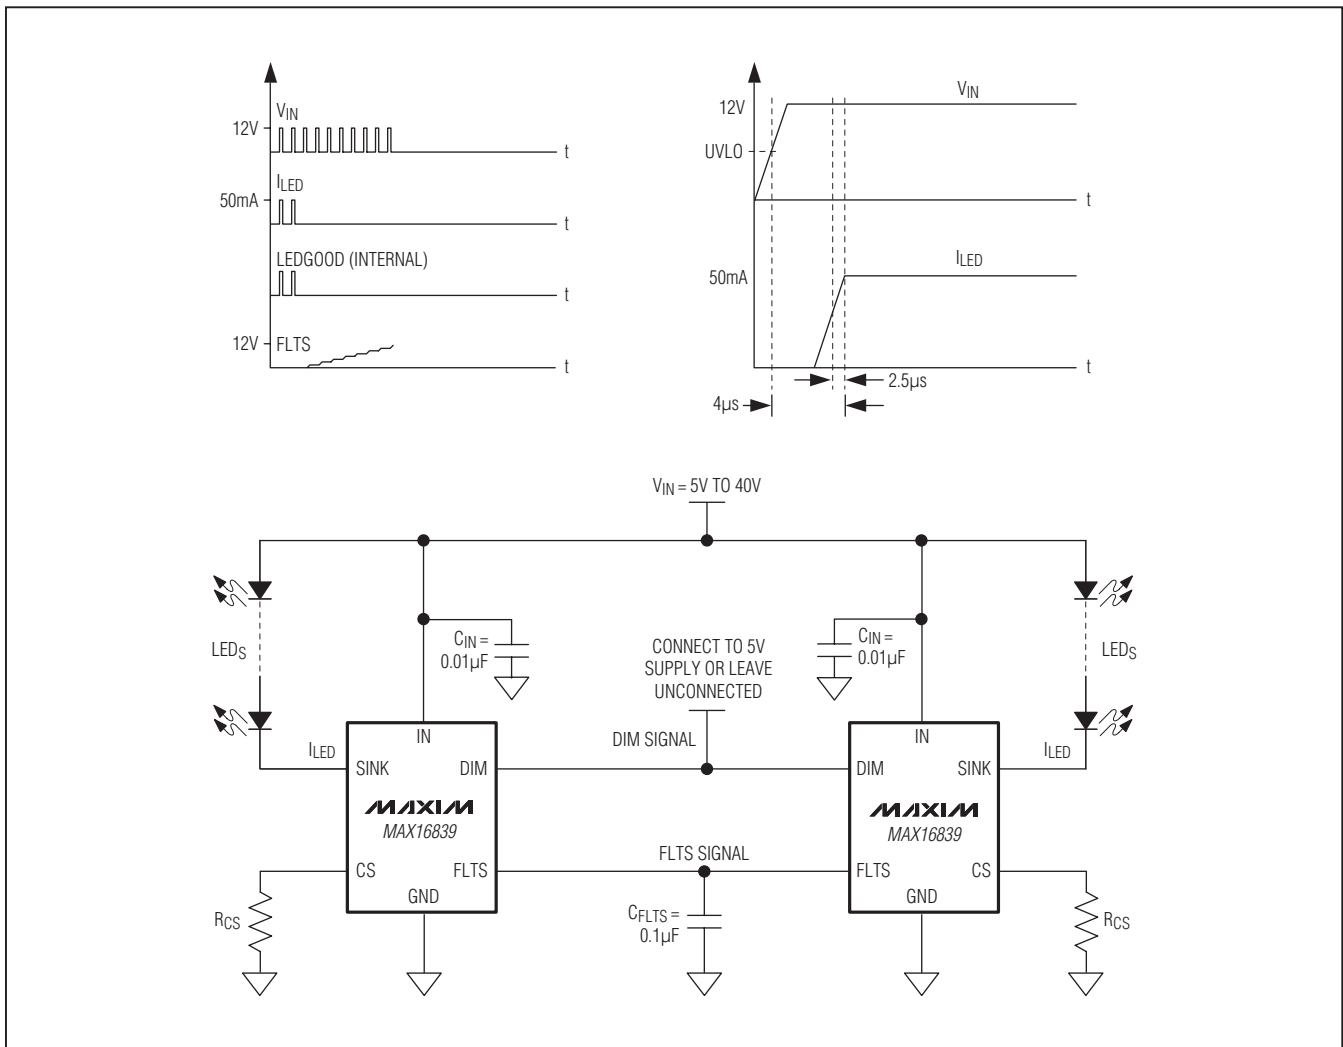 VIN
12V
t
ILED
50mA
t
LEDGOOD (INTERNAL)
t
12V
FLTS
t
12V
VIN
UVLO
t
ILED
50mA
t
2.5µs
4µs
VIN = 5V TO 40V
LEDS
CIN =
0.01µF
CONNECT TO 5V
SUPPLY OR LEAVE
UNCONNECTED
CIN =
0.01µF
LEDS
ILED
IN
SINK
DIM
DIM SIGNAL
IN
DIM
SINK
ILED
MAXIM
MAX16839
MAXIM
MAX16839
CS
FLTS
GND
FLTS SIGNAL
FLTS
CS
GND
RCS
CFLTS =
0.1µF
RCS